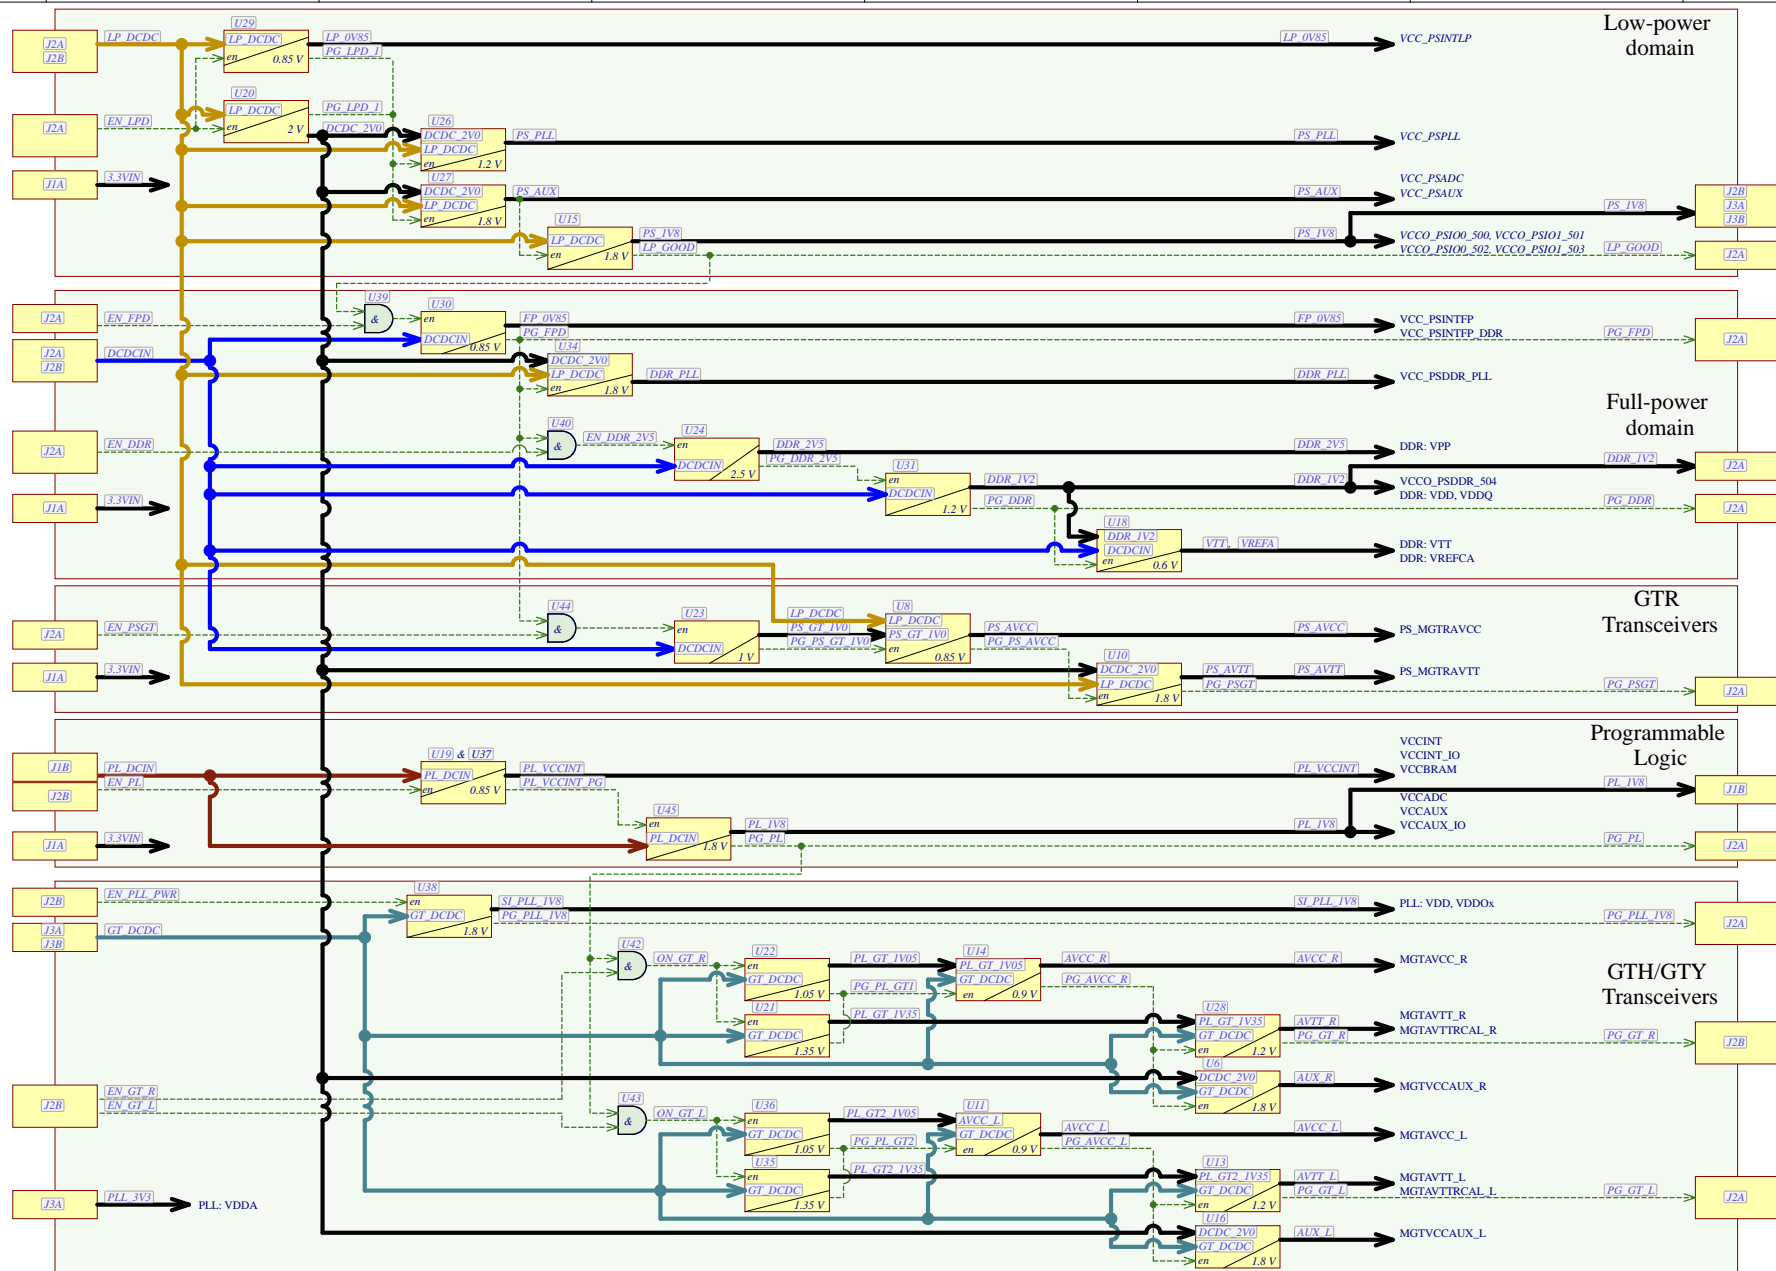 Low-power
domain
J2A
J2B
LP_DCDC
U29
LP_DCDC
en
0.85 V
LP_0V85
PG_LPD_1
LP_0V85
VCC_PSINTLP
J2A
EN_LPD
U20
LP_DCDC
en
2 V
PG_LPD_1
DCDC_2V0
U26
DCDC_2V0
LP_DCDC
en
1.2 V
PS_PLL
PS_PLL
VCC_PSPLL
J1A
3.3VIN
U27
DCDC_2V0
LP_DCDC
en
1.8 V
PS_AUX
PS_AUX
VCC_PSADC
VCC_PSAUX
U15
LP_DCDC
en
1.8 V
PS_1V8
LP_GOOD
PS_1V8
VCCO_PSIO0_500, VCCO_PSIO1_501
VCCO_PSIO0_502, VCCO_PSIO1_503
PS_1V8
J2B
J3A
J3B
LP_GOOD
J2A
Full-power
domain
J2A
EN_FPD
U39
&
U30
en
DCDCIN
0.85 V
FP_0V85
PG_FPD
FP_0V85
VCC_PSINTFP
VCC_PSINTFP_DDR
PG_FPD
J2A
J2A
J2B
DCDCIN
U34
DCDC_2V0
LP_DCDC
en
1.8 V
DDR_PLL
DDR_PLL
VCC_PSDDR_PLL
J2A
EN_DDR
U40
&
EN_DDR_2V5
U24
en
DCDCIN
2.5 V
DDR_2V5
PG_DDR_2V5
DDR_2V5
DDR: VPP
J1A
3.3VIN
U31
en
DCDCIN
1.2 V
DDR_1V2
PG_DDR
DDR_1V2
VCCO_PSDDR_504
DDR: VDD, VDDQ
DDR_1V2
J2A
PG_DDR
J2A
U18
DDR_1V2
DCDCIN
en
0.6 V
VTT, VREFA
DDR: VTT
DDR: VREFCA
GTR
Transceivers
J2A
EN_PSGT
U44
&
U23
en
DCDCIN
1 V
LP_DCDC
PS_GT_1V0
PG_PS_GT_1V0
U8
LP_DCDC
PS_GT_1V0
en
0.85 V
PS_AVCC
PG_PS_AVCC
PS_AVCC
PS_MGTRAVCC
J1A
3.3VIN
U10
DCDC_2V0
LP_DCDC
en
1.8 V
PS_AVTT
PG_PSGT
PS_AVTT
PS_MGTRAVTT
PG_PSGT
J2A
Programmable
Logic
J1B
PL_DCIN
J2B
EN_PL
U19 & U37
PL_DCIN
en
0.85 V
PL_VCCINT
PL_VCCINT_PG
PL_VCCINT
VCCINT
VCCINT_IO
VCCBRAM
J1A
3.3VIN
U45
en
PL_DCIN
1.8 V
PL_1V8
PG_PL
PL_1V8
VCCADC
VCCAUX
VCCAUX_IO
PL_1V8
J1B
PG_PL
J2A
GTH/GTY
Transceivers
J2B
EN_PLL_PWR
J3A
J3B
GT_DCDC
U38
en
GT_DCDC
1.8 V
SI_PLL_1V8
PG_PLL_1V8
SI_PLL_1V8
PLL: VDD, VDDOx
PG_PLL_1V8
J2A
U42
&
ON_GT_R
U22
en
GT_DCDC
1.05 V
PL_GT_1V05
PG_PL_GT1
U14
PL_GT_1V05
GT_DCDC
en
0.9 V
AVCC_R
PG_AVCC_R
AVCC_R
MGTAVCC_R
U21
en
GT_DCDC
1.35 V
PL_GT_1V35
U28
PL_GT_1V35
GT_DCDC
en
1.2 V
AVTT_R
PG_GT_R
MGTAVTT_R
MGTAVTTRCAL_R
PG_GT_R
J2B
U6
DCDC_2V0
GT_DCDC
en
1.8 V
AUX_R
MGTVCCAUX_R
J2B
EN_GT_R
EN_GT_L
U43
&
ON_GT_L
U36
GT_DCDC
1.05 V
PL_GT2_1V05
PG_PL_GT2
U11
AVCC_L
GT_DCDC
en
0.9 V
AVCC_L
PG_AVCC_L
AVCC_L
MGTAVCC_L
U35
en
GT_DCDC
1.35 V
PL_GT2_1V35
U13
PL_GT2_1V35
GT_DCDC
en
1.2 V
AVTT_L
PG_GT_L
MGTAVTT_L
MGTAVTTRCAL_L
PG_GT_L
J2A
J3A
PLL_3V3
PLL: VDDA
U16
DCDC_2V0
GT_DCDC
en
1.8 V
AUX_L
MGTVCCAUX_L